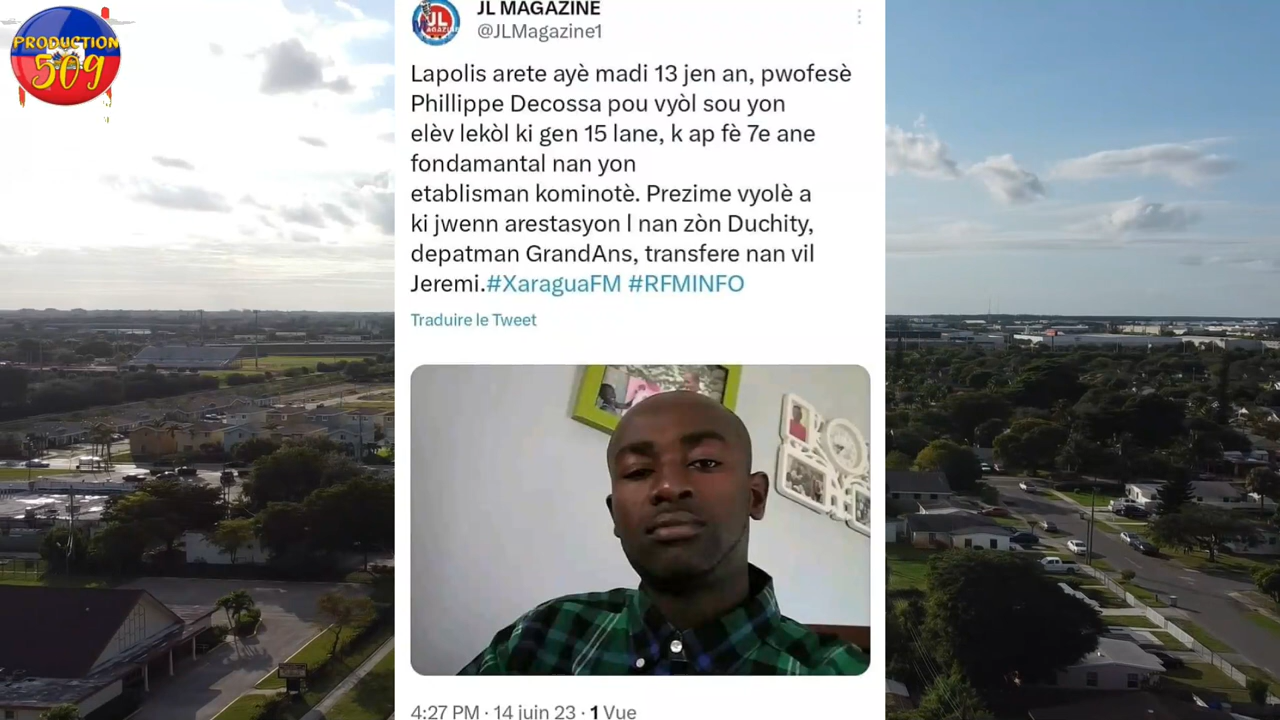 PRODUCTION
509
JL
MAGAZINE
JL MAGAZINE
@JLMagazine1
Lapolis arete ayè madi 13 jen an, pwofesè
Phillippe Decossa pou vyòl sou yon
elèv lekòl ki gen 15 lane, k ap fè 7e ane
fondamantal nan yon
etablisman kominotè. Prezime vyolè a
ki jwenn arestasyon l nan zòn Duchity,
depatman GrandAns, transfere nan vil
Jeremi.#XaraguaFM #RFMINFO
Traduire le Tweet
4:27 PM · 14 juin 23 · 1 Vue